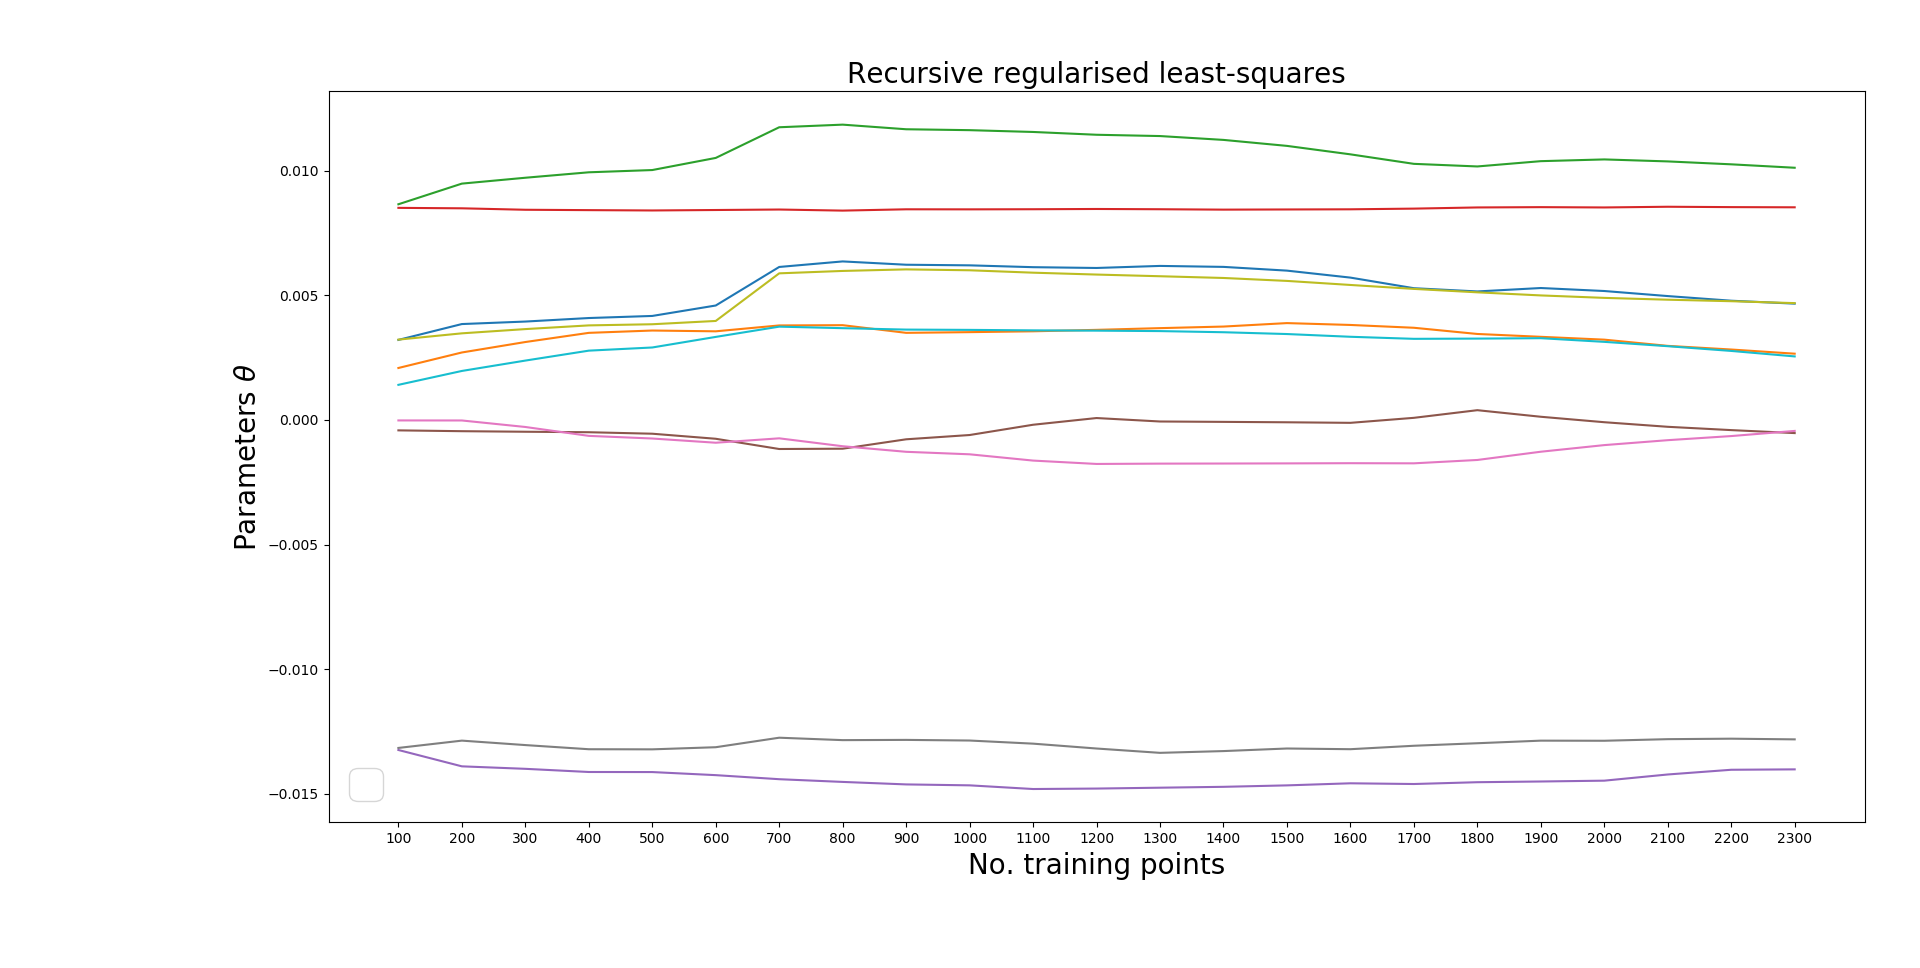 Recursive regularised least-squares
Parameters θ
0.010
0.005
0.000
−0.005
−0.010
−0.015
100 200 300 400 500 600 700 800 900 1000 1100 1200 1300 1400 1500 1600 1700 1800 1900 2000 2100 2200 2300
No. training points